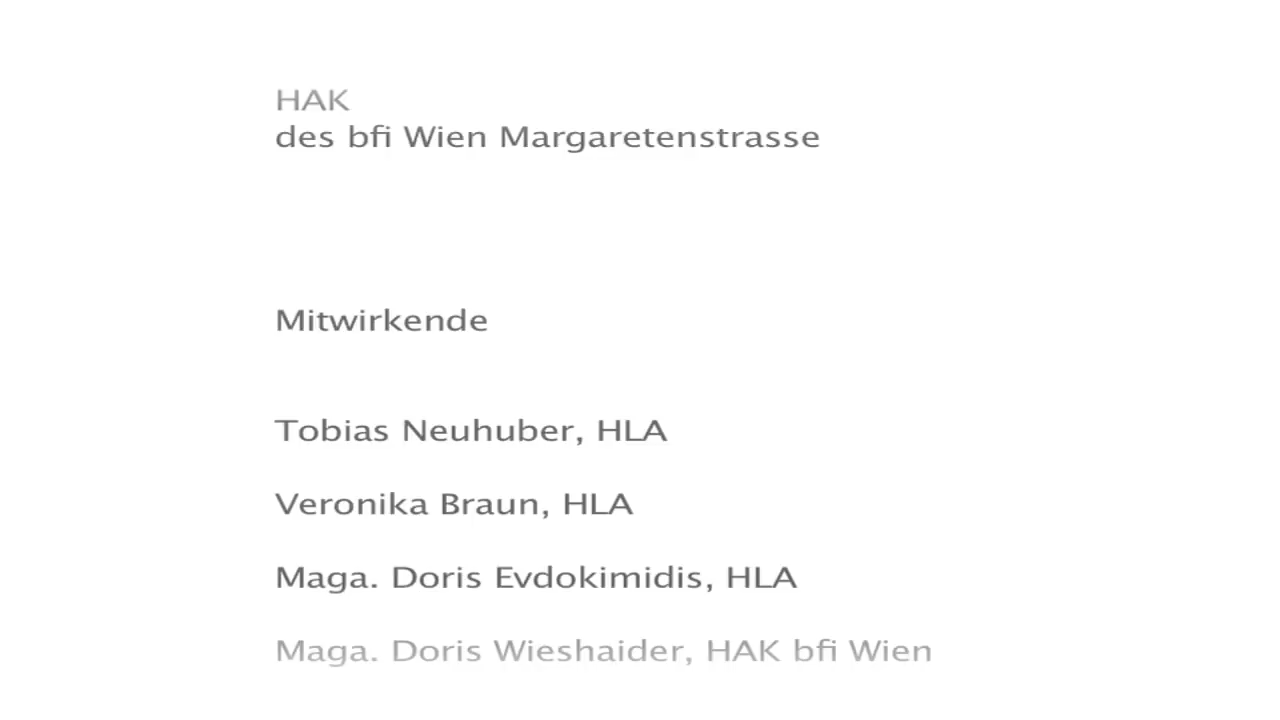 HAK
des bfi Wien Margaretenstrasse
Mitwirkende
Tobias Neuhuber, HLA
Veronika Braun, HLA
Maga. Doris Evdokimidis, HLA
Maga. Doris Wieshaider, HAK bfi Wien